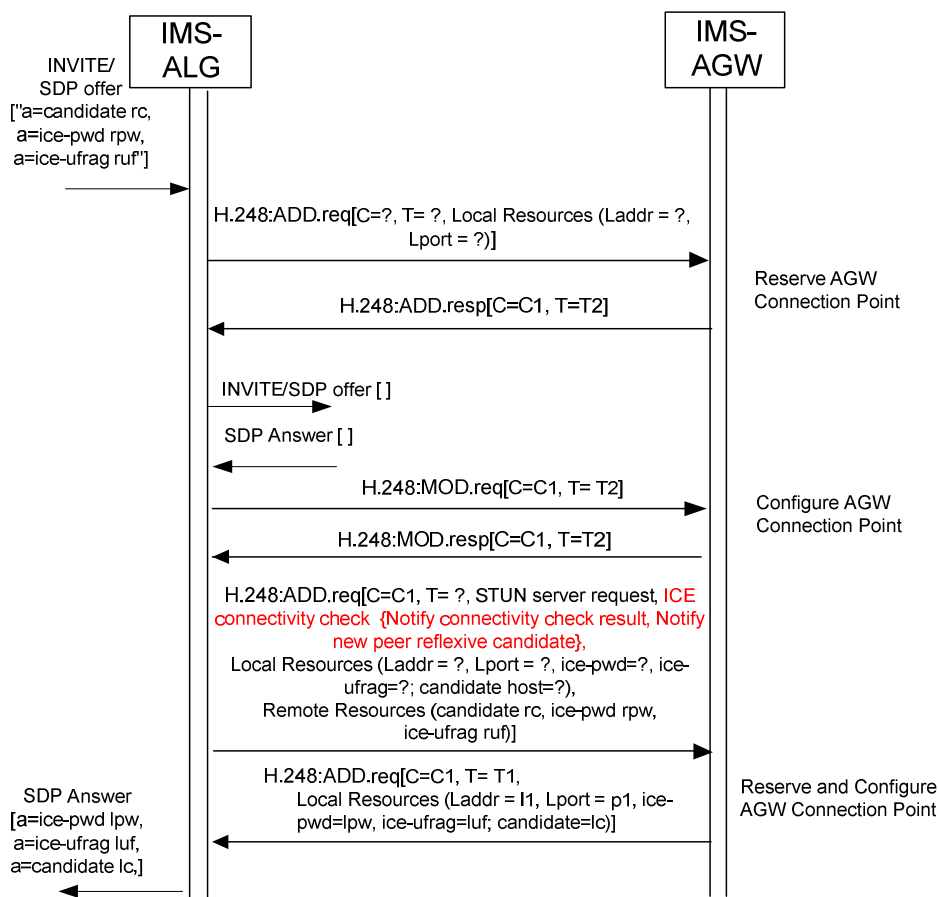 IMS-
ALG
IMS-
AGW
INVITE/
SDP offer
["a=candidate rc,
a=ice-pwd rpw,
a=ice-ufrag ruf"]
H.248:ADD.req[C=?, T= ?, Local Resources (Laddr = ?,
Lport = ?)]
Reserve AGW
Connection Point
H.248:ADD.resp[C=C1, T=T2]
INVITE/SDP offer [ ]
SDP Answer [ ]
H.248:MOD.req[C=C1, T= T2]
Configure AGW
Connection Point
H.248:MOD.resp[C=C1, T=T2]
H.248:ADD.req[C=C1, T= ?, STUN server request, ICE
connectivity check {Notify connectivity check result, Notify
new peer reflexive candidate},
Local Resources (Laddr = ?, Lport = ?, ice-pwd=?, ice-
ufrag=?; candidate host=?),
Remote Resources (candidate rc, ice-pwd rpw,
ice-ufrag ruf)]
H.248:ADD.req[C=C1, T= T1,
Local Resources (Laddr = l1, Lport = p1, ice-
pwd=lpw, ice-ufrag=luf; candidate=lc)]
Reserve and Configure
AGW Connection Point
SDP Answer
[a=ice-pwd lpw,
a=ice-ufrag luf,
a=candidate lc,]